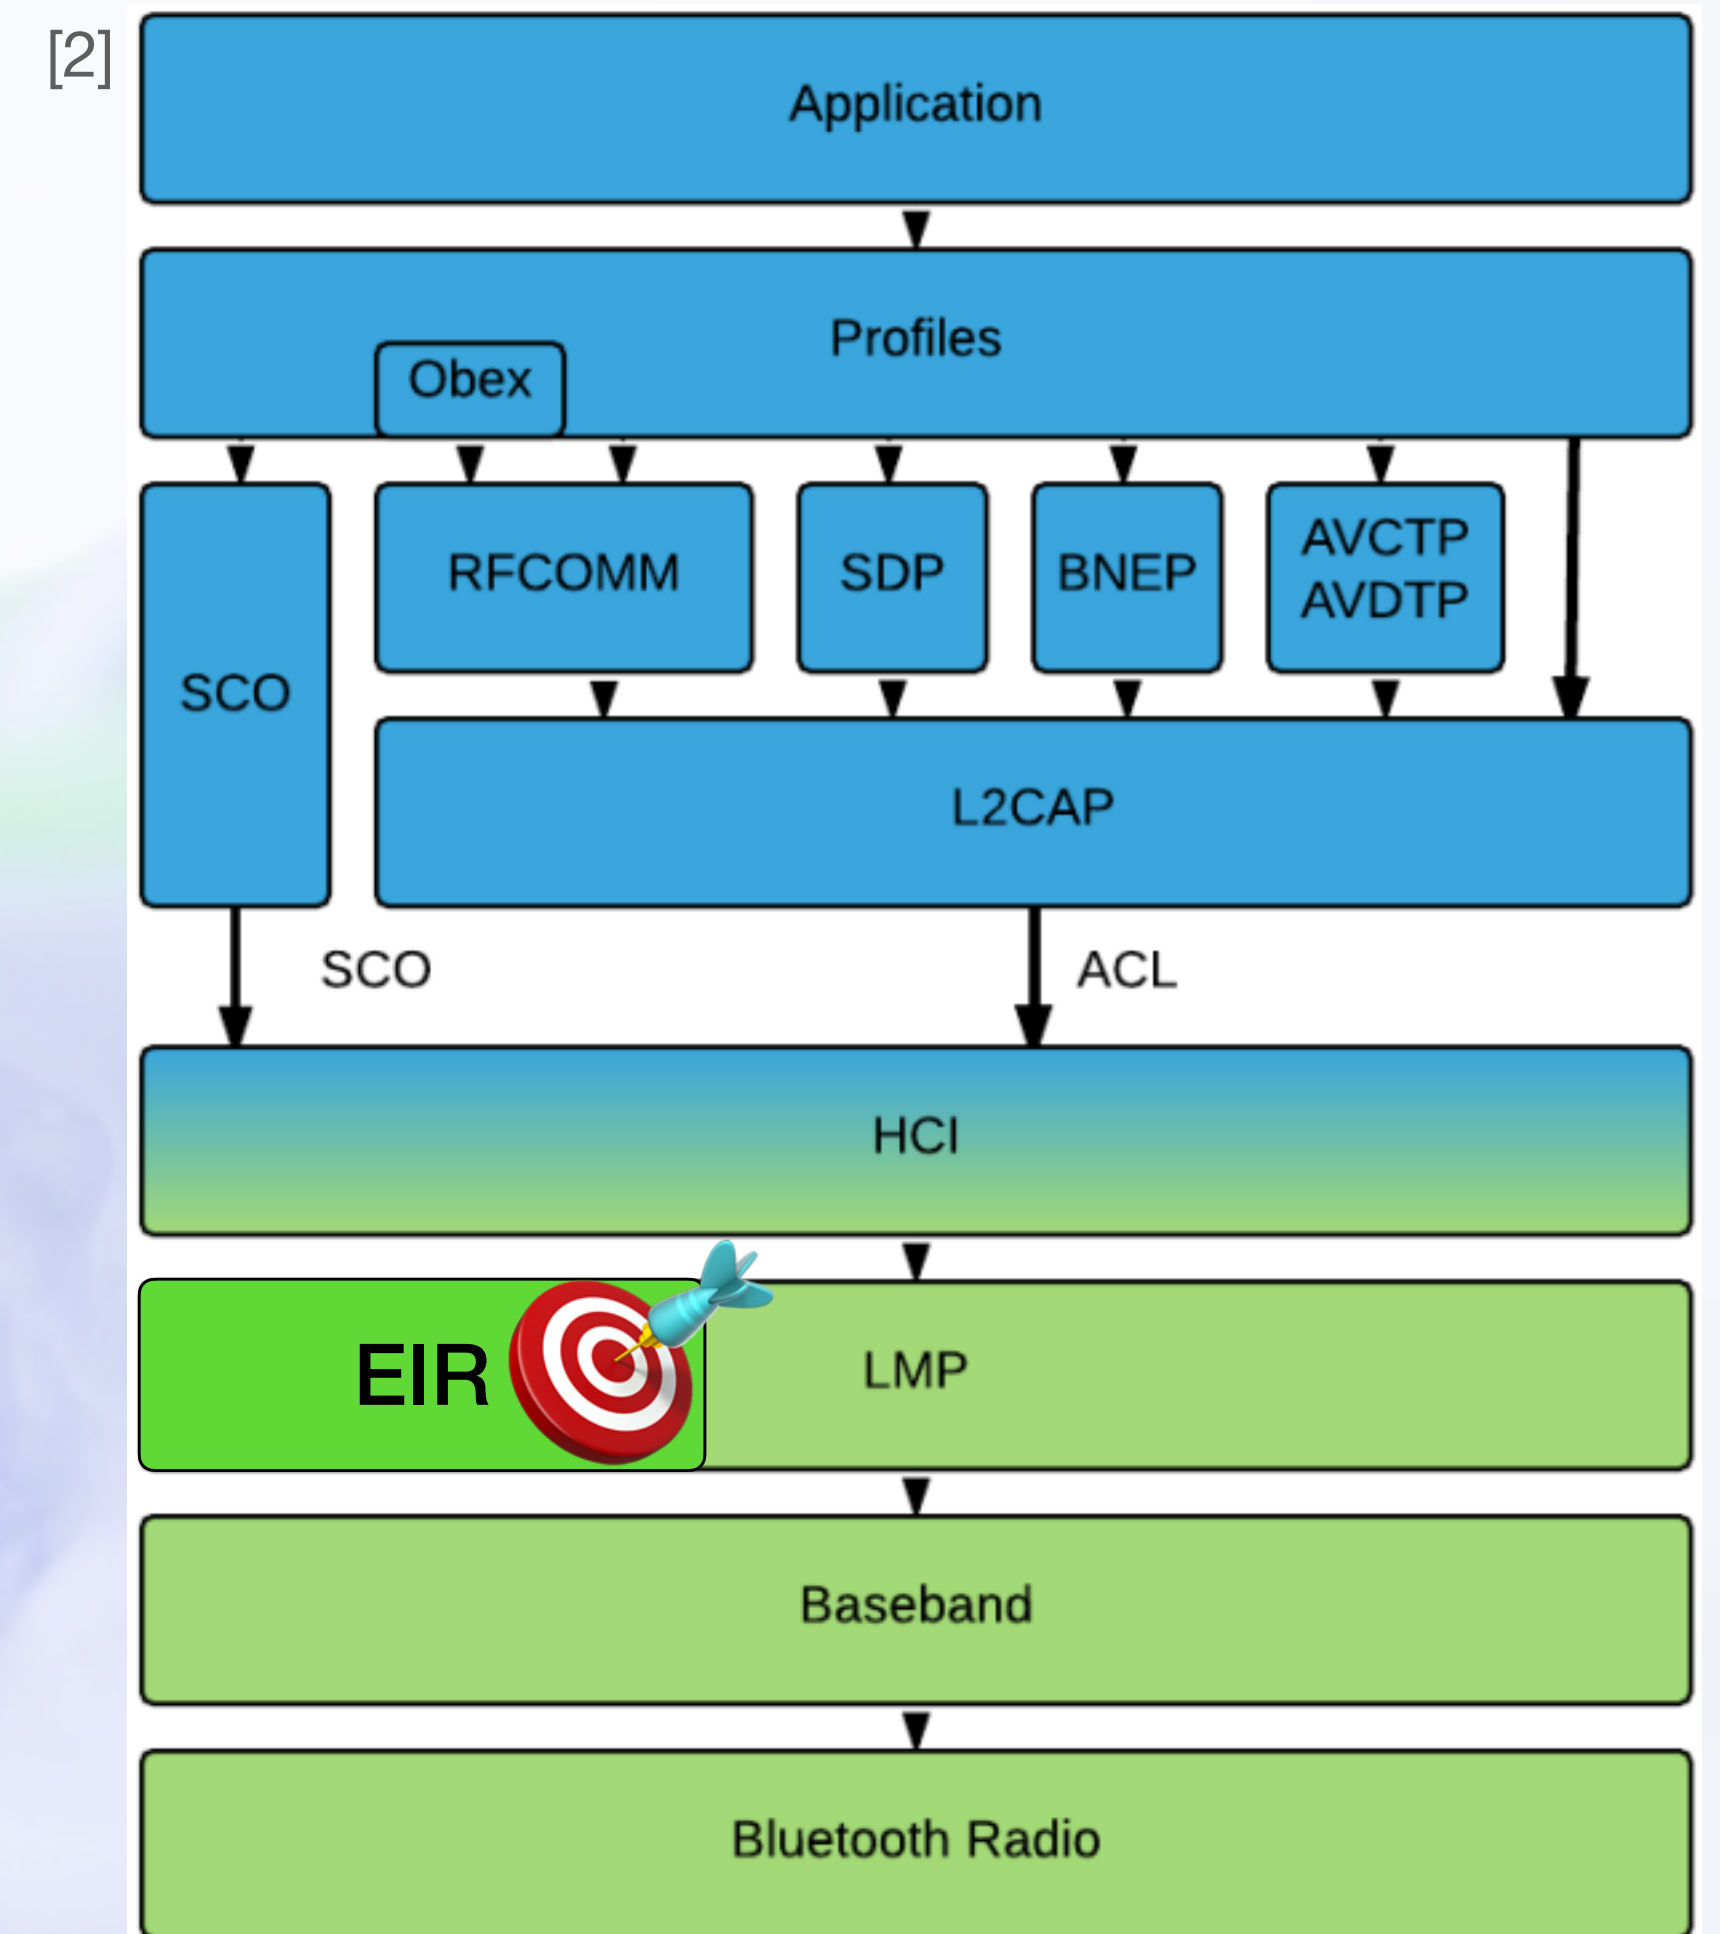 [2]
Application
Profiles
Obex
SCO
RFCOMM
SDP
BNEP
AVCTP
AVDTP
L2CAP
SCO
ACL
HCI
EIR
LMP
Baseband
Bluetooth Radio